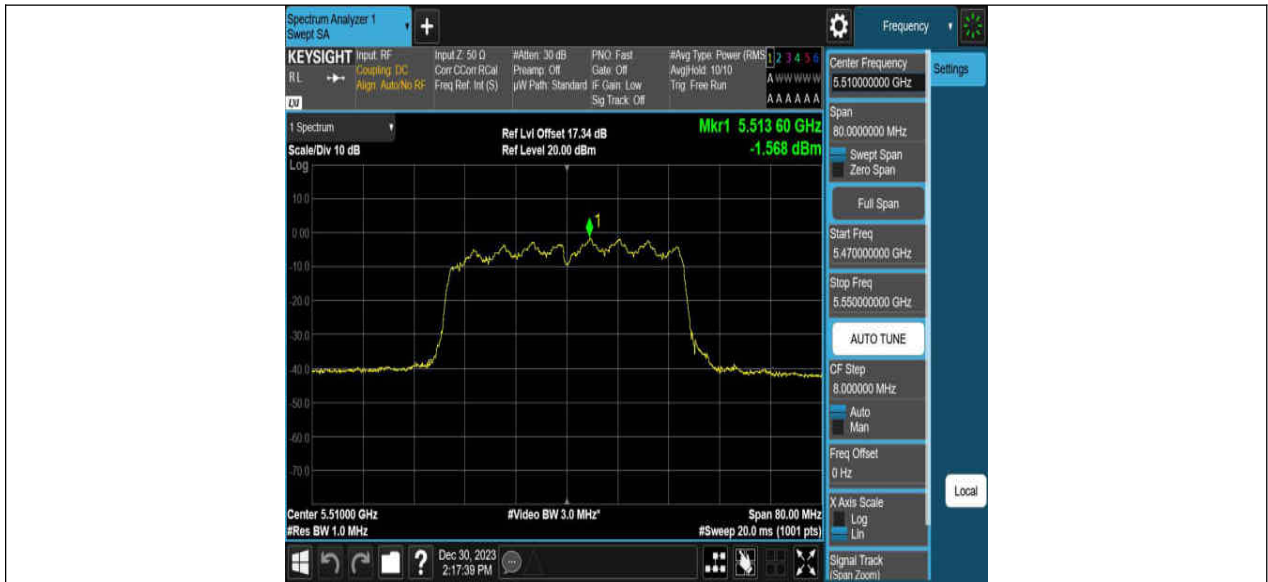 Spectrum Analyzer 1
Swept SA
+
Frequency
KEYSIGHT
RL
Input: RF
Coupling: DC
Align: Auto/No RF
Input Z: 50 Ω
Corr CCorr RCal
Freq Ref: Int (S)
#Atten: 30 dB
Preamp: Off
µW Path: Standard
PNO: Fast
Gate: Off
IF Gain: Low
Sig Track: Off
#Avg Type: Power (RMS
Avg|Hold: 10/10
Trig: Free Run
1 2 3 4 5 6
A W W W W W
A A A A A A
Center Frequency
5.510000000 GHz
Settings
1 Spectrum
Scale/Div 10 dB
Ref Lvl Offset 17.34 dB
Ref Level 20.00 dBm
Mkr1 5.513 60 GHz
-1.568 dBm
Span
80.0000000 MHz
Swept Span
Zero Span
Full Span
Start Freq
5.470000000 GHz
Stop Freq
5.550000000 GHz
AUTO TUNE
CF Step
8.000000 MHz
Auto
Man
Freq Offset
0 Hz
X Axis Scale
Log
Lin
Signal Track
(Span Zoom)
Local
Log
10.0
0.00
-10.0
-20.0
-30.0
-40.0
-50.0
-60.0
-70.0
1
Center 5.51000 GHz
#Res BW 1.0 MHz
#Video BW 3.0 MHz*
Span 80.00 MHz
#Sweep 20.0 ms (1001 pts)
?
Dec 30, 2023
2:17:39 PM